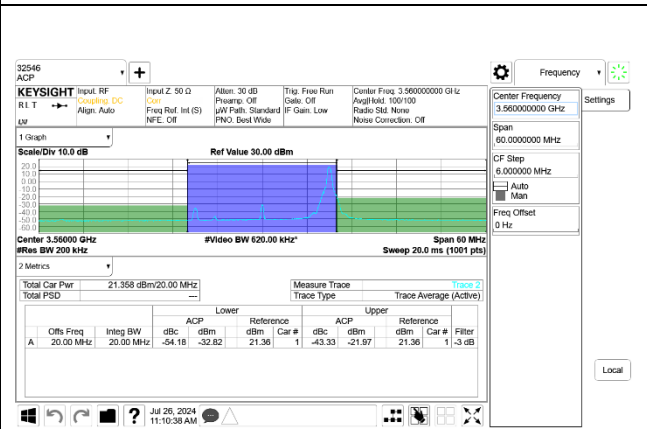 32546
ACP
Frequency
KEYSIGHT
R L T
LXI
Input: RF
Coupling: DC
Align: Auto
Input Z: 50 Ω
Corr
Freq Ref: Int (S)
NFE: Off
Atten: 30 dB
Preamp: Off
µW Path: Standard
PNO: Best Wide
Trig: Free Run
Gate: Off
IF Gain: Low
Center Freq: 3.560000000 GHz
Avg|Hold: 100/100
Radio Std: None
Noise Correction: Off
Center Frequency
3.560000000 GHz
Settings
Span
60.0000000 MHz
CF Step
6.000000 MHz
Auto
Man
Freq Offset
0 Hz
Local
1 Graph
Scale/Div 10.0 dB
Ref Value 30.00 dBm
20.0
10.0
0.00
-10.0
-20.0
-30.0
-40.0
-50.0
-60.0
Center 3.56000 GHz
#Video BW 620.00 kHz*
Span 60 MHz
#Res BW 200 kHz
Sweep 20.0 ms (1001 pts)
2 Metrics
Total Car Pwr 21.358 dBm/20.00 MHz
Total PSD ---
Measure Trace Trace 2
Trace Type Trace Average (Active)
Lower Upper
ACP Reference ACP Reference
Offs Freq Integ BW dBc dBm dBm Car # dBc dBm dBm Car # Filter
A 20.00 MHz 20.00 MHz -54.18 -32.82 21.36 1 -43.33 -21.97 21.36 1 -3 dB
?
Jul 26, 2024
11:10:38 AM